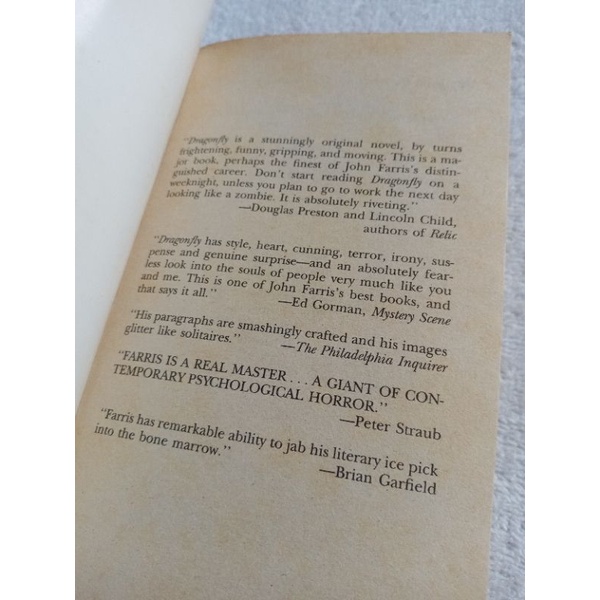 "Dragonfly is a stunningly original novel, by turns
frightening, funny, gripping, and moving. This is a ma-
jor book, perhaps the finest of John Farris's distin-
guished career. Don't start reading Dragonfly on a
weeknight, unless you plan to go to work the next day
looking like a zombie. It is absolutely riveting."
—Douglas Preston and Lincoln Child,
authors of Relic
"Dragonfly has style, heart, cunning, terror, irony, sus-
pense and genuine surprise—and an absolutely fear-
less look into the souls of people very much like you
and me. This is one of John Farris's best books, and
that says it all."
—Ed Gorman, Mystery Scene
"His paragraphs are smashingly crafted and his images
glitter like solitaires."
—The Philadelphia Inquirer
"FARRIS IS A REAL MASTER . . . A GIANT OF CON-
TEMPORARY PSYCHOLOGICAL HORROR."
—Peter Straub
"Farris has remarkable ability to jab his literary ice pick
into the bone marrow."
—Brian Garfield